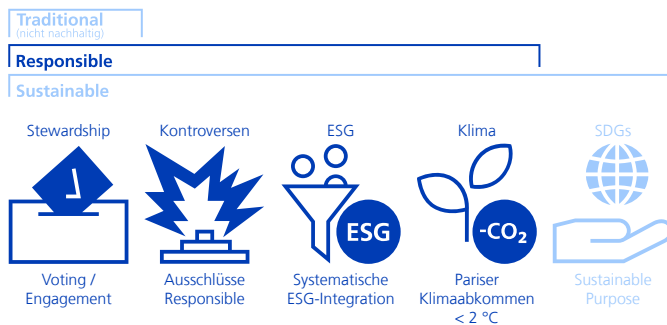 Traditional
(nicht nachhaltig)
Responsible
Sustainable
Stewardship
Kontroversen
ESG
Klima
SDGs
ESG
-CO₂
Voting /
Engagement
Ausschlüsse
Responsible
Systematische
ESG-Integration
Pariser
Klimaabkommen
< 2 °C
Sustainable
Purpose